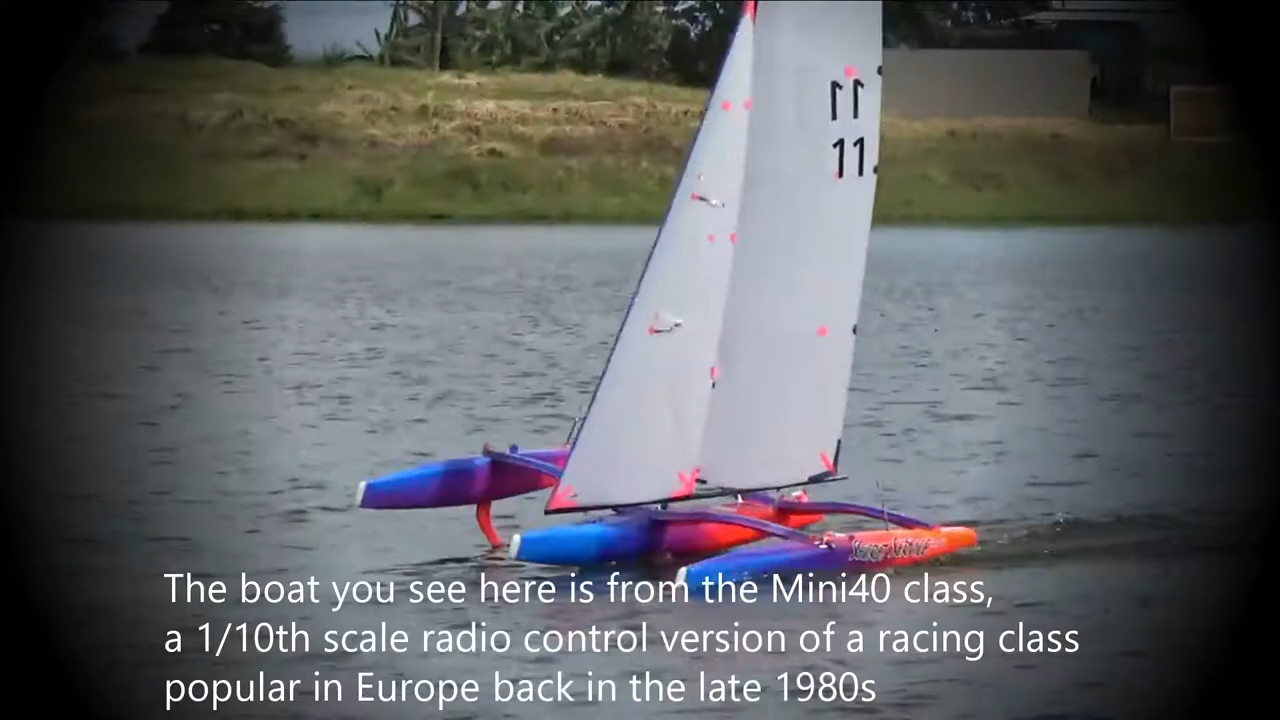 11
11
The boat you see here is from the Mini40 class,
a 1/10th scale radio control version of a racing class
popular in Europe back in the late 1980s